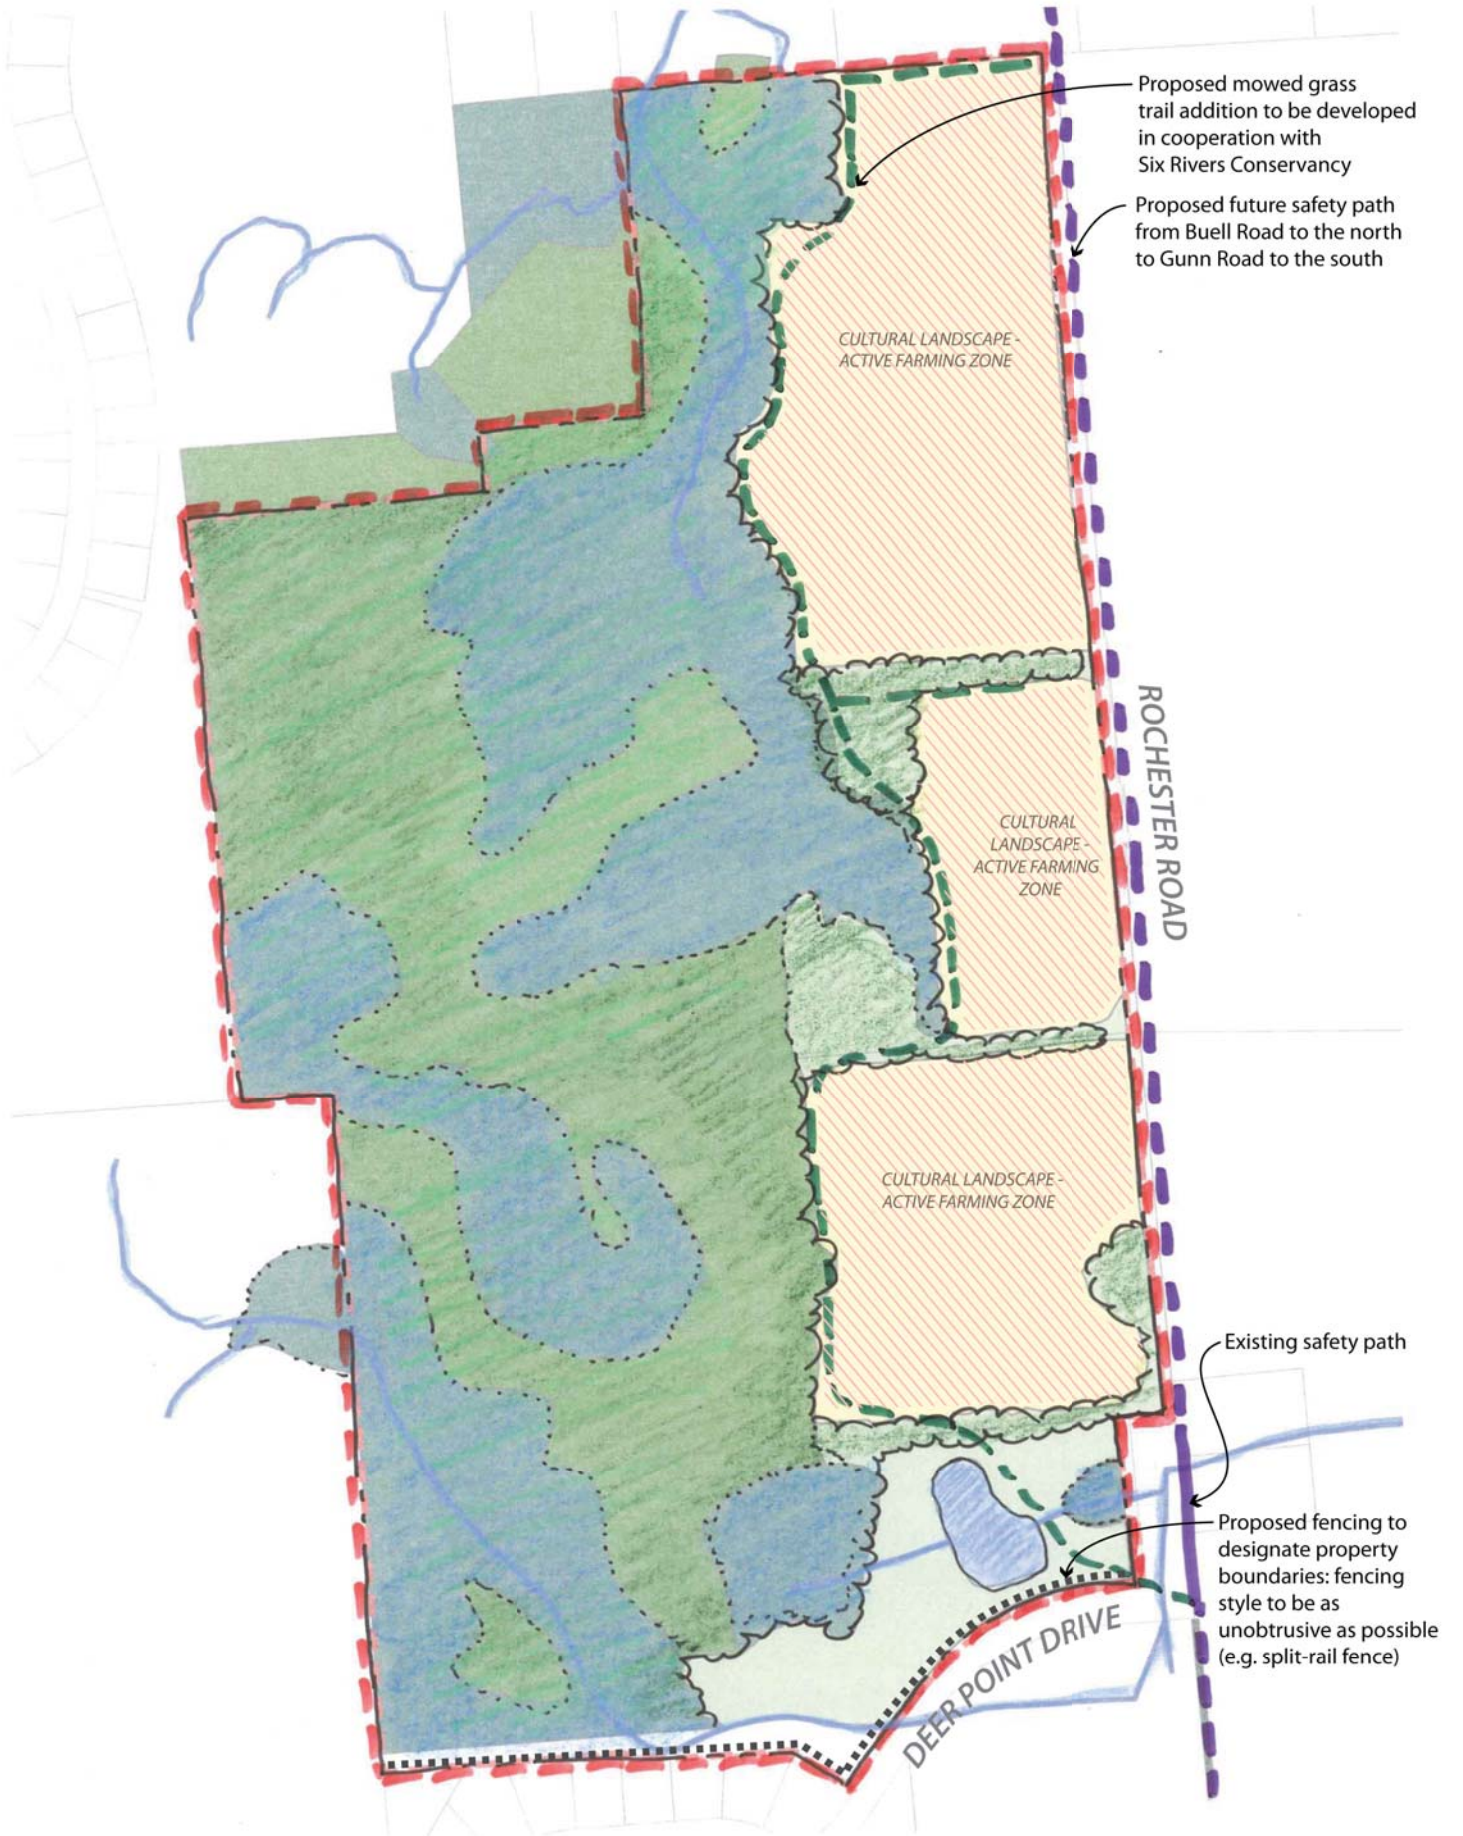 Proposed mowed grass
trail addition to be developed
in cooperation with
Six Rivers Conservancy
Proposed future safety path
from Buell Road to the north
to Gunn Road to the south
CULTURAL LANDSCAPE -
ACTIVE FARMING ZONE
ROCHESTER ROAD
CULTURAL
LANDSCAPE -
ACTIVE FARMING
ZONE
CULTURAL LANDSCAPE -
ACTIVE FARMING ZONE
Existing safety path
Proposed fencing to
designate property
boundaries: fencing
style to be as
unobtrusive as possible
(e.g. split-rail fence)
DEER POINT DRIVE